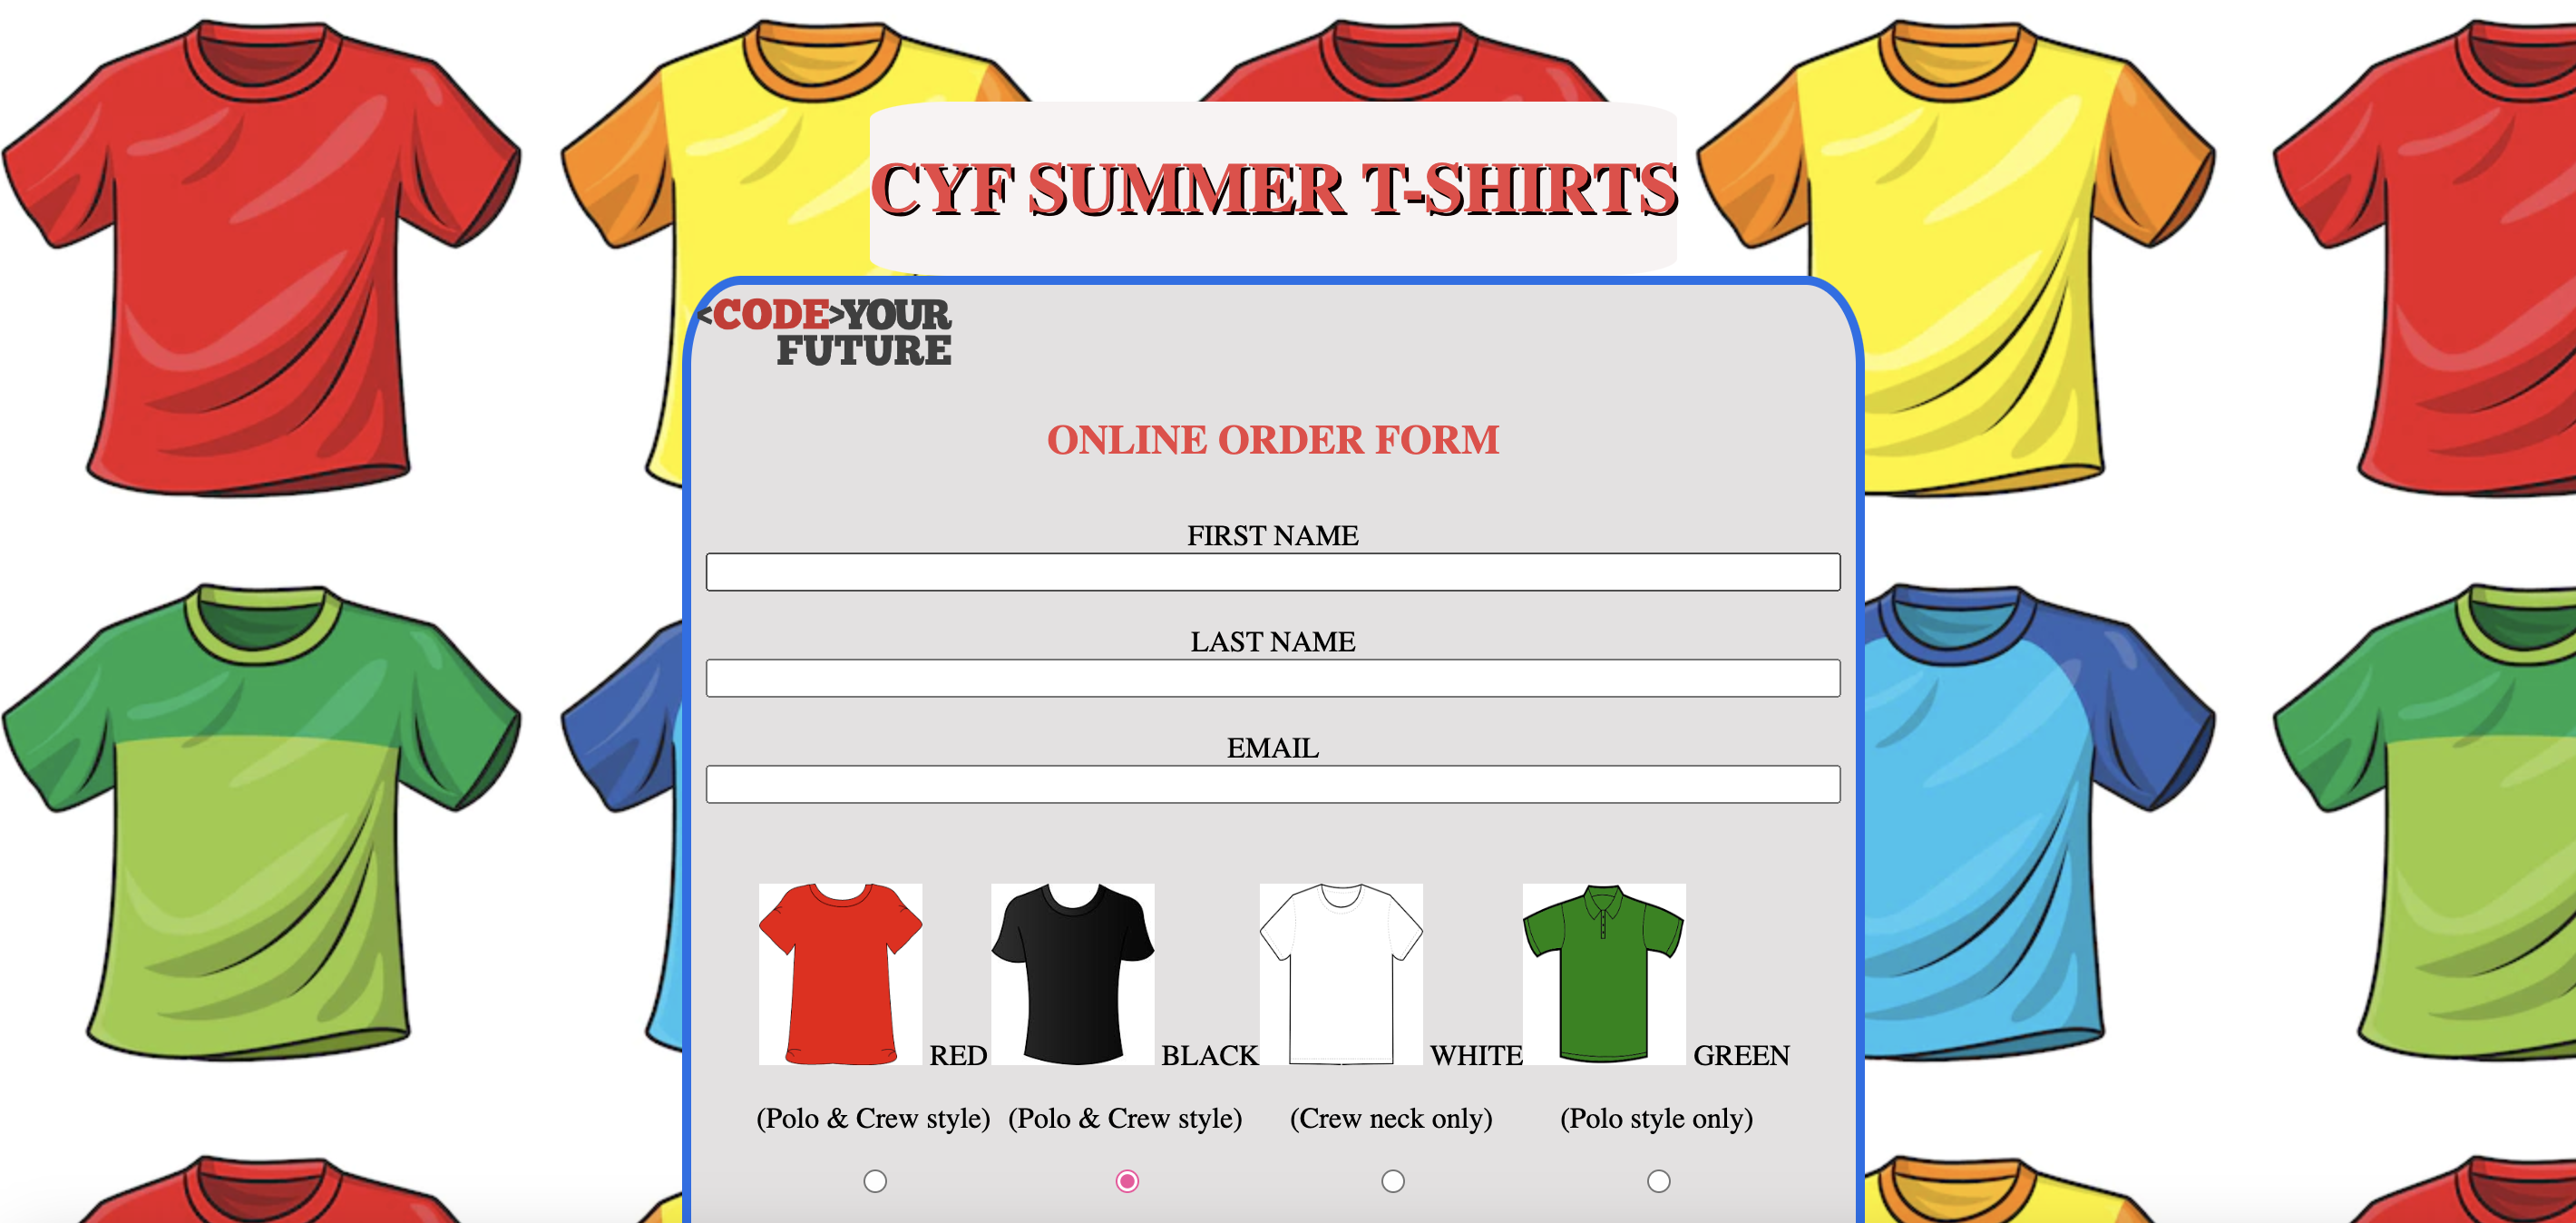 CYF SUMMER T-SHIRTS
<CODE>YOUR
FUTURE
ONLINE ORDER FORM
FIRST NAME
LAST NAME
EMAIL
RED BLACK WHITE GREEN
(Polo & Crew style) (Polo & Crew style) (Crew neck only) (Polo style only)